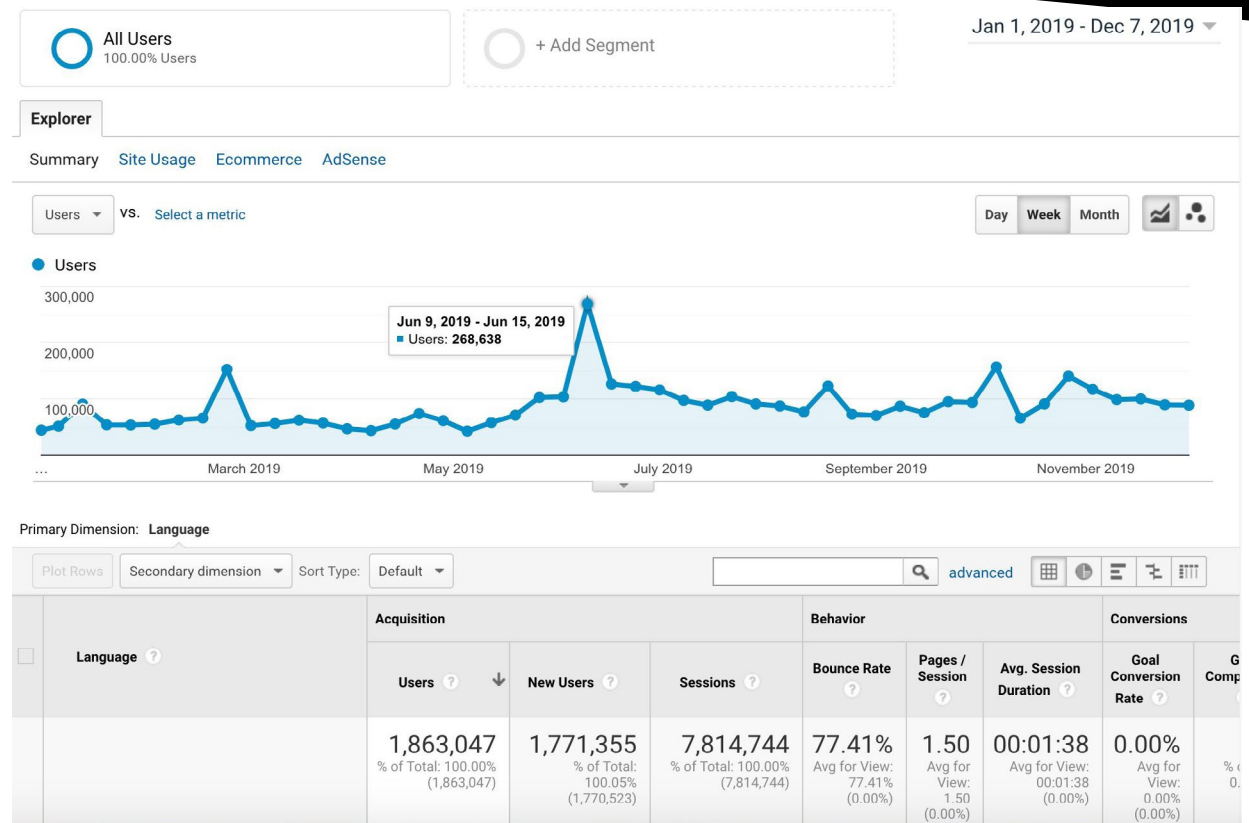 All Users
100.00% Users
+ Add Segment
Jan 1, 2019 - Dec 7, 2019
Explorer
Summary Site Usage Ecommerce AdSense
Users VS. Select a metric
Day Week Month
Users
300,000
200,000
100,000
Jun 9, 2019 - Jun 15, 2019
Users: 268,638
... March 2019 May 2019 July 2019 September 2019 November 2019
Primary Dimension: Language
Plot Rows Secondary dimension Sort Type: Default advanced
Acquisition Behavior Conversions
Language ?
Users ?
New Users ?
Sessions ?
Bounce Rate
?
Pages /
Session
?
Avg. Session
Duration ?
Goal
Conversion
Rate ?
1,863,047
% of Total: 100.00%
(1,863,047)
1,771,355
% of Total:
100.05%
(1,770,523)
7,814,744
% of Total: 100.00%
(7,814,744)
77.41%
Avg for View:
77.41%
(0.00%)
1.50
Avg for
View:
1.50
(0.00%)
00:01:38
Avg for View:
00:01:38
(0.00%)
0.00%
Avg for
View:
0.00%
(0.00%)